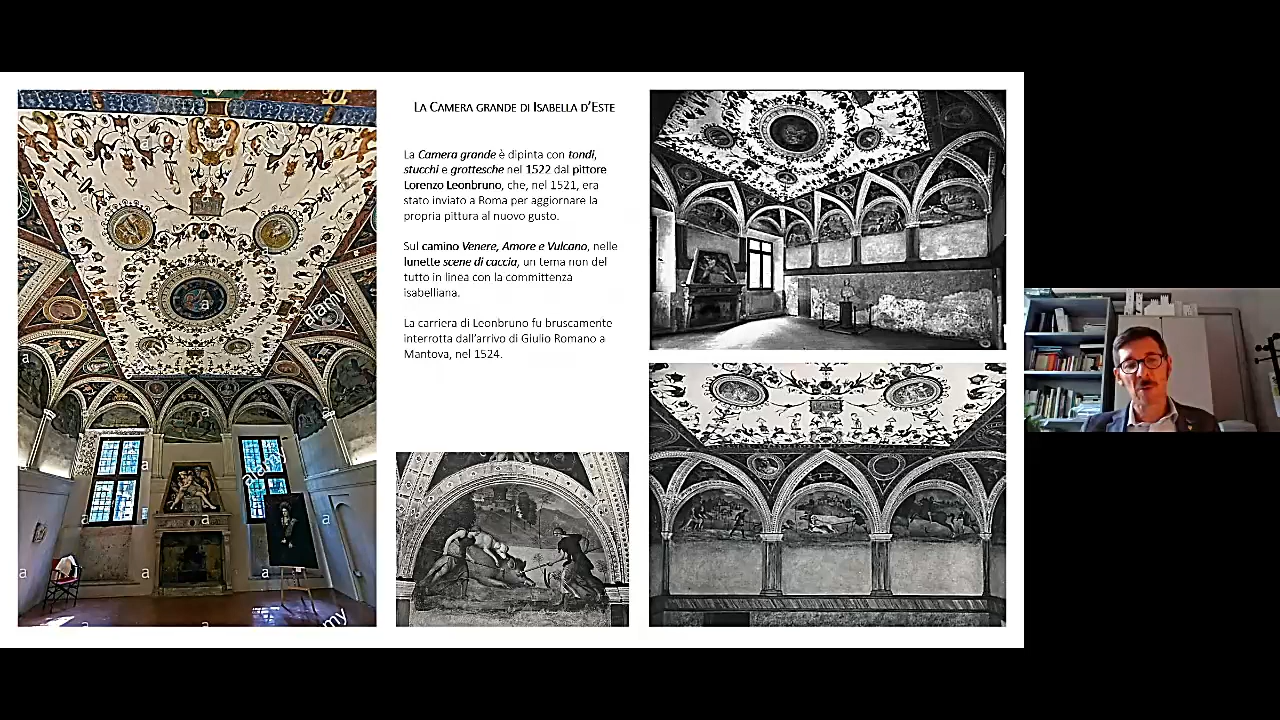 LA CAMERA GRANDE DI ISABELLA D'ESTE
La Camera grande è dipinta con tondi,
stucchi e grottesche nel 1522 dal pittore
Lorenzo Leonbruno, che, nel 1521, era
stato inviato a Roma per aggiornare la
propria pittura al nuovo gusto.
Sul camino Venere, Amore e Vulcano, nelle
lunette scene di caccia, un tema non del
tutto in linea con la committenza
isabelliana.
La carriera di Leonbruno fu bruscamente
interrotta dall'arrivo di Giulio Romano a
Mantova, nel 1524.